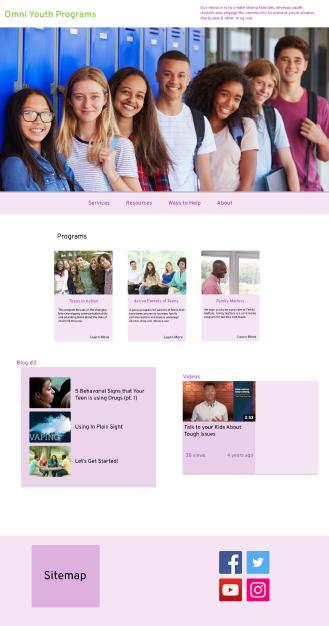 Omni Youth Programs
Our mission is to create strong families, develop youth
leaders and engage the community to prevent youth alcohol,
marijuana & other drug use.
Services
Resources
Ways to Help
About
Programs
Teens in Action
Active Parents of Teens
Family Matters
Learn More
Learn More
Learn More
Blog #2
5 Behavioral Signs that Your
Teen is using Drugs (pt. 1)
VAPING
Using In Plain Sight
Let's Get Started!
Videos
0:53
Talk to your Kids About
Tough Issues
38 views
4 years ago
Sitemap